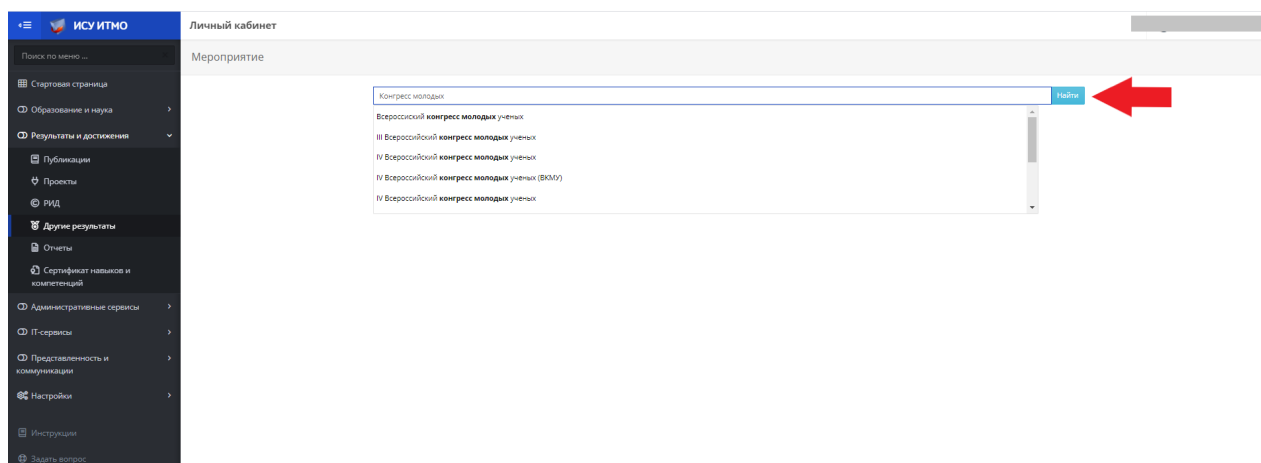 ИСУ ИТМО
Личный кабинет
Поиск по меню ...
Мероприятие
Стартовая страница
Образование и наука
Результаты и достижения
Публикации
Проекты
РИД
Другие результаты
Отчеты
Сертификат навыков и
компетенций
Административные сервисы
IT-сервисы
Представленность и
коммуникации
Настройки
Инструкции
Задать вопрос
Конгресс молодых
Найти
Всероссиский конгресс молодых ученых
III Всероссийский конгресс молодых ученых
IV Всероссийский конгресс молодых ученых
IV Всероссийский конгресс молодых ученых (ВКМУ)
IV Всероссийский конгресс молодых ученых